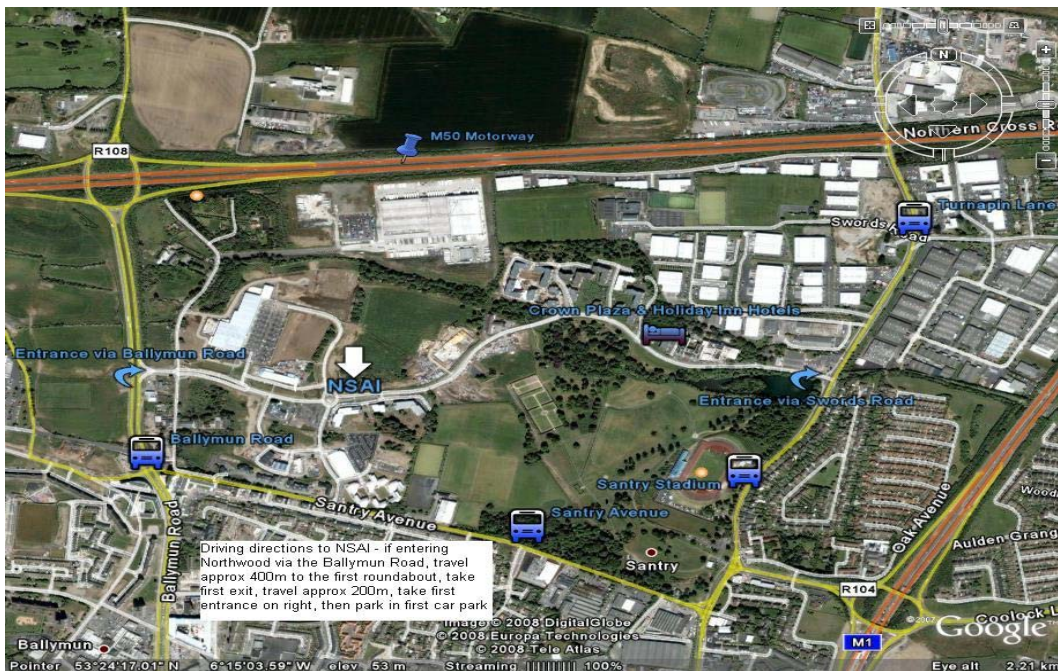 N
M50 Motorway
Northern Cross R
R108
Turnapin Lane
Swords Road
Crown Plaza & Holiday Inn Hotels
Entrance via Ballymun Road
NSAI
Entrance via Swords Road
Ballymun Road
Santry Stadium
Santry Avenue
Santry Avenue
Oak Avenue
Wood
Aulden Grang
Ballymun Road
Driving directions to NSAI - if entering
Northwood via the Ballymun Road, travel
approx 400m to the first roundabout, take
first exit, travel approx 200m, take first
entrance on right, then park in first car park
Santry
R104
Coolock L
M1
Ballymun
Image © 2008 DigitalGlobe
© 2008 Europa Technologies
© 2008 Tele Atlas
©2007 Google™
Pointer 53°24'17.01" N 6°15'03.59" W elev 53 m Streaming ||||||||| 100% Eye alt 2.21 k